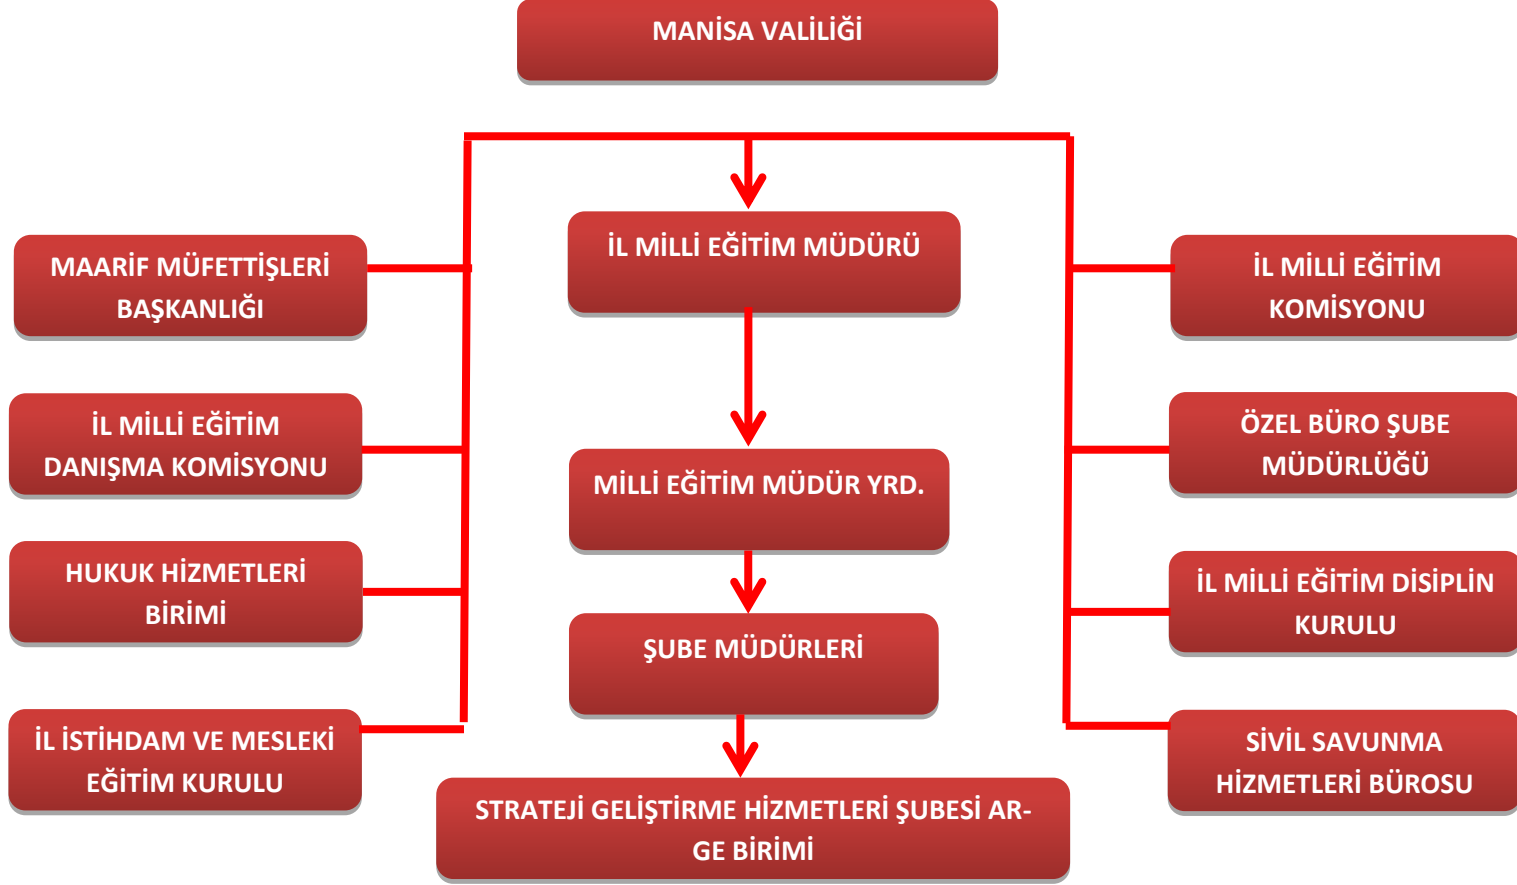 MANİSA VALİLİĞİ
İL MİLLİ EĞİTİM MÜDÜRÜ
MAARİF MÜFETTİŞLERİ
BAŞKANLIĞI
İL MİLLİ EĞİTİM
KOMİSYONU
İL MİLLİ EĞİTİM
DANIŞMA KOMİSYONU
ÖZEL BÜRO ŞUBE
MÜDÜRLÜĞÜ
MİLLİ EĞİTİM MÜDÜR YRD.
HUKUK HİZMETLERİ
BİRİMİ
İL MİLLİ EĞİTİM DİSİPLİN
KURULU
ŞUBE MÜDÜRLERİ
İL İSTİHDAM VE MESLEKİ
EĞİTİM KURULU
SİVİL SAVUNMA
HİZMETLERİ BÜROSU
STRATEJİ GELİŞTİRME HİZMETLERİ ŞUBESİ AR-
GE BİRİMİ